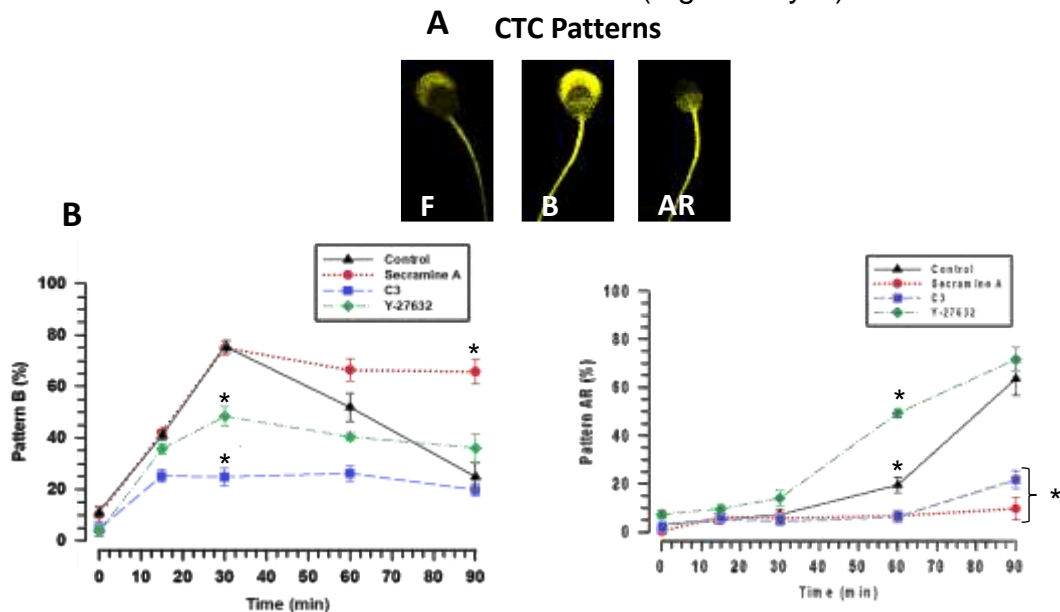 A CTC Patterns
F B AR
B
Control
Secramine A
C3
Y-27632
100
80
60
40
20
0
Pattern B (%)
* * *
0 10 20 30 40 50 60 70 80 90
Time (min)
Control
Secramine A
C3
Y-27632
100
80
60
40
20
0
Pattern AR (%)
* * *
0 10 20 30 40 50 60 70 80 90
Time (min)